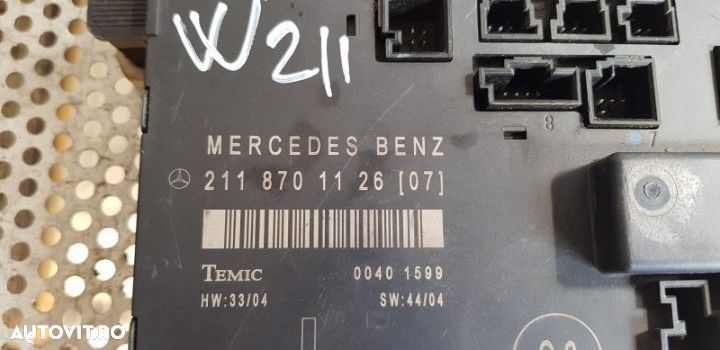 W211
8
7
MERCEDES BENZ
211 870 11 26 [07]
TEMIC 0040 1599
HW:33/04 SW:44/04
AUTOVIT.RO